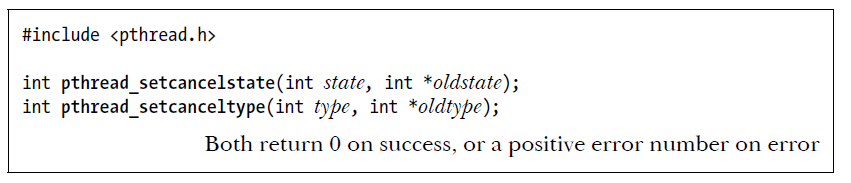 #include <pthread.h>
int pthread_setcancelstate(int state, int *oldstate);
int pthread_setcanceltype(int type, int *oldtype);
Both return 0 on success, or a positive error number on error